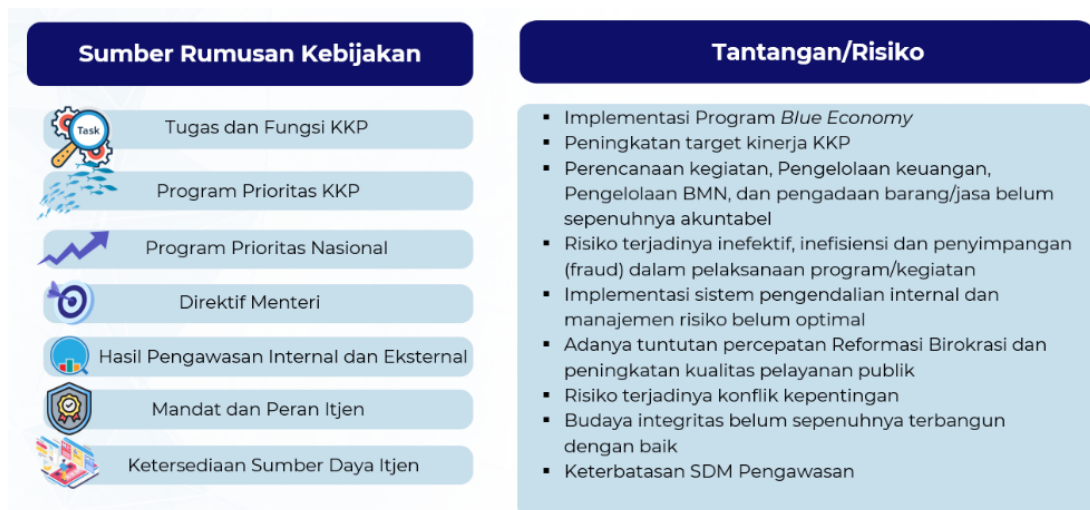 Sumber Rumusan Kebijakan
Task
Tugas dan Fungsi KKP
Program Prioritas KKP
Program Prioritas Nasional
Direktif Menteri
Hasil Pengawasan Internal dan Eksternal
Mandat dan Peran Itjen
Ketersediaan Sumber Daya Itjen
Tantangan/Risiko
▪ Implementasi Program Blue Economy
▪ Peningkatan target kinerja KKP
▪ Perencanaan kegiatan, Pengelolaan keuangan,
Pengelolaan BMN, dan pengadaan barang/jasa belum
sepenuhnya akuntabel
▪ Risiko terjadinya inefektif, inefisiensi dan penyimpangan
(fraud) dalam pelaksanaan program/kegiatan
▪ Implementasi sistem pengendalian internal dan
manajemen risiko belum optimal
▪ Adanya tuntutan percepatan Reformasi Birokrasi dan
peningkatan kualitas pelayanan publik
▪ Risiko terjadinya konflik kepentingan
▪ Budaya integritas belum sepenuhnya terbangun
dengan baik
▪ Keterbatasan SDM Pengawasan